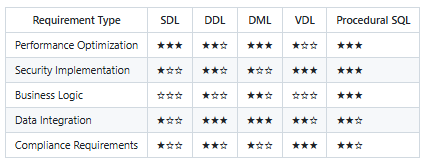 Requirement Type SDL DDL DML VDL Procedural SQL
Performance Optimization ★★★ ★★☆ ★★★ ★☆☆ ★★★
Security Implementation ★☆☆ ★★☆ ★☆☆ ★★★ ★★★
Business Logic ☆☆☆ ★☆☆ ★★☆ ☆☆☆ ★★★
Data Integration ★☆☆ ★★★ ★★★ ★★☆ ★★☆
Compliance Requirements ★☆☆ ★★☆ ★☆☆ ★★★ ★★☆